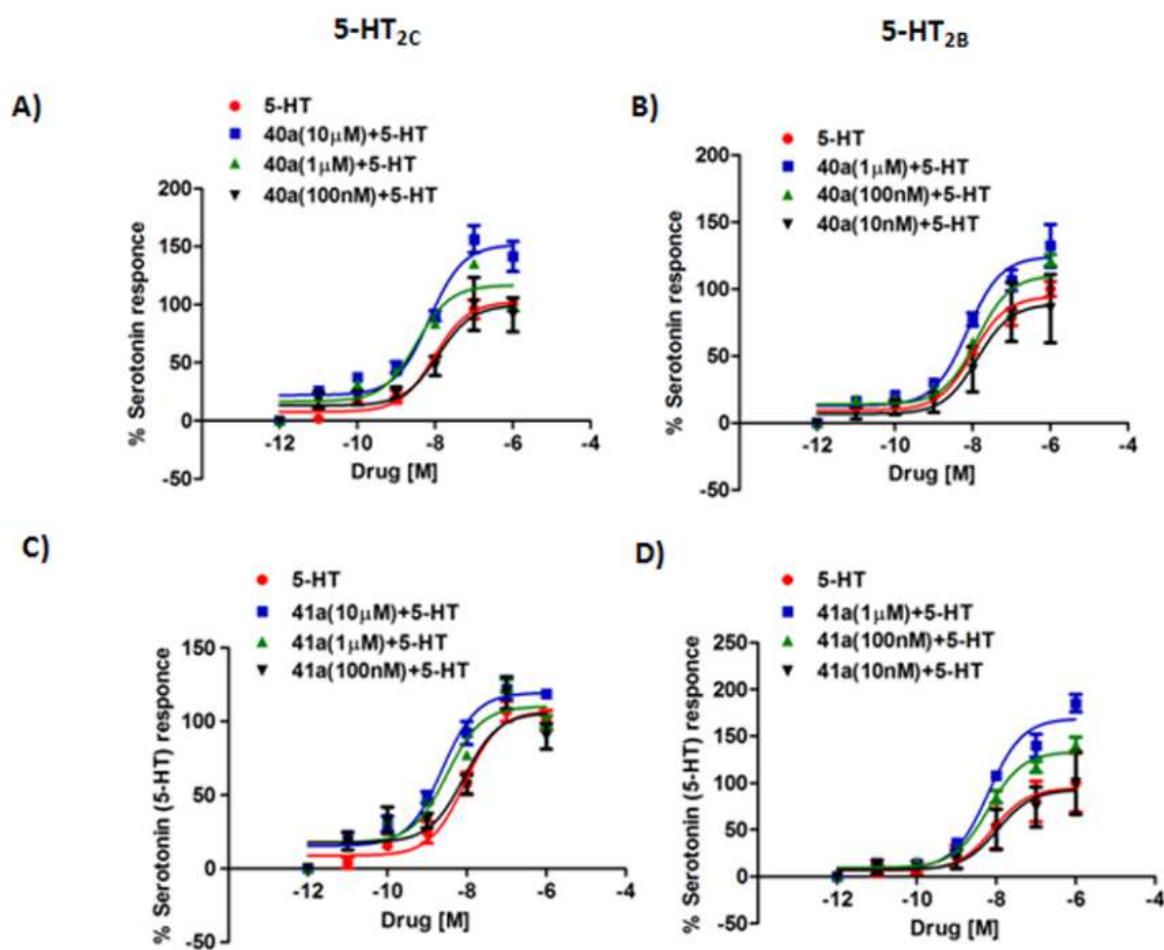 5-HT2C
5-HT2B
A)
5-HT
40a(10μM)+5-HT
40a(1μM)+5-HT
40a(100nM)+5-HT
% Serotonin responce
200
150
100
50
0
-50
-12
-10
-8
-6
-4
Drug [M]
B)
5-HT
40a(1μM)+5-HT
40a(100nM)+5-HT
40a(10nM)+5-HT
% Serotonin responce
200
150
100
50
0
-50
-12
-10
-8
-6
-4
Drug [M]
C)
5-HT
41a(10μM)+5-HT
41a(1μM)+5-HT
41a(100nM)+5-HT
% Serotonin (5-HT) responce
150
100
50
0
-50
-12
-10
-8
-6
-4
Drug [M]
D)
5-HT
41a(1μM)+5-HT
41a(100nM)+5-HT
41a(10nM)+5-HT
% Serotonin (5-HT) responce
250
200
150
100
50
0
-50
-12
-10
-8
-6
-4
Drug [M]